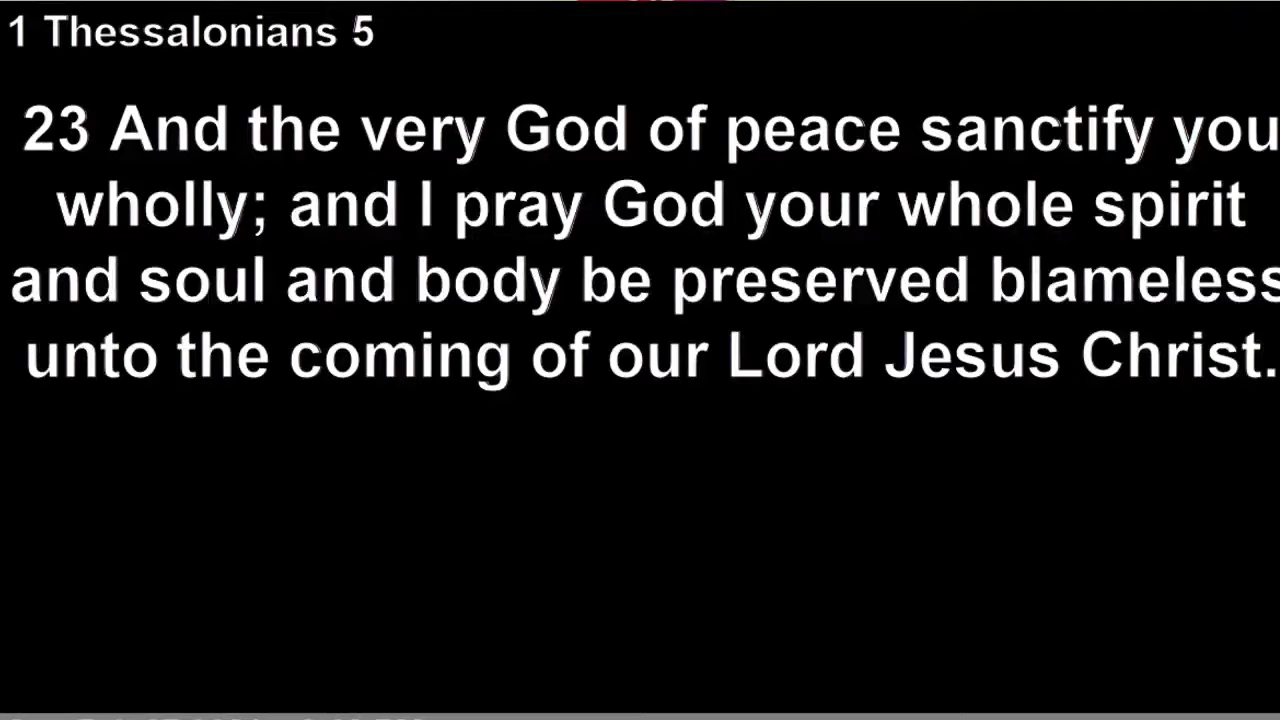 1 Thessalonians 5
23 And the very God of peace sanctify you
wholly; and I pray God your whole spirit
and soul and body be preserved blameless
unto the coming of our Lord Jesus Christ.